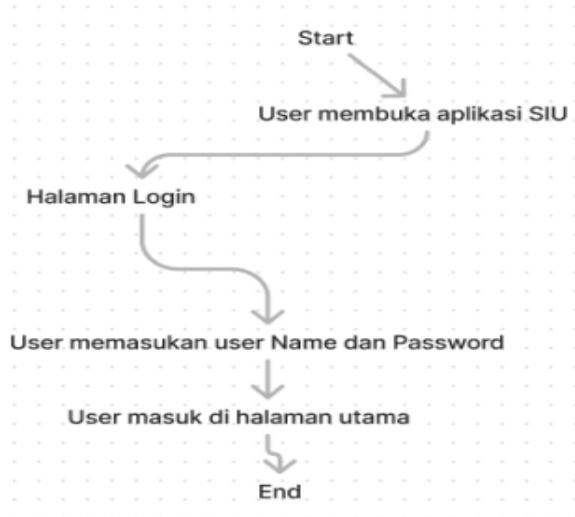 Start
User membuka aplikasi SIU
Halaman Login
User memasukan user Name dan Password
User masuk di halaman utama
End